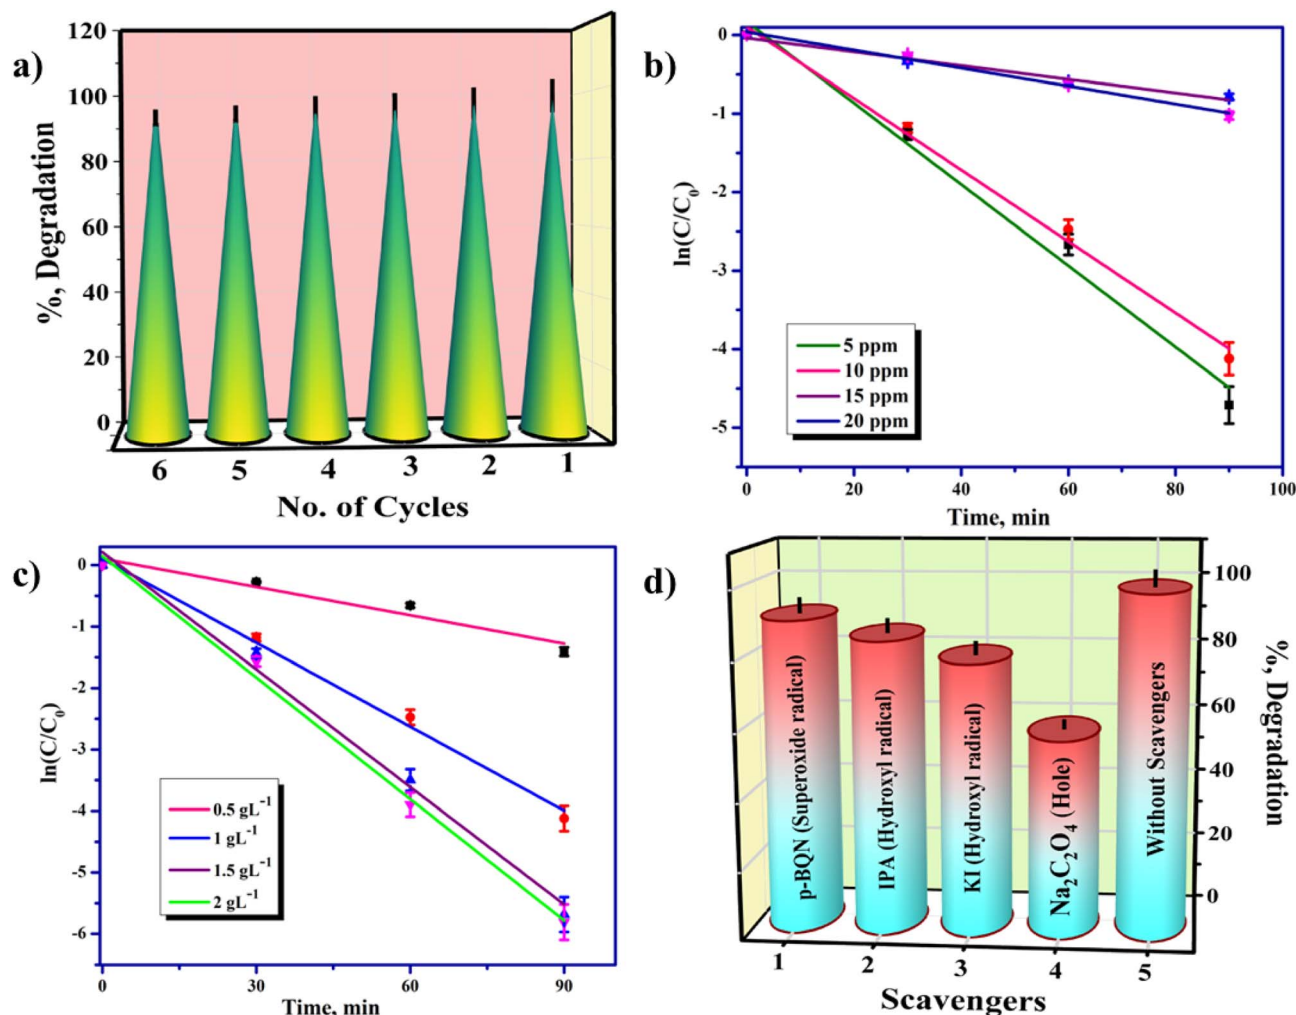 a)
%, Degradation
120
100
80
60
40
20
0
6 5 4 3 2 1
No. of Cycles
b)
ln(C/C₀)
0
-1
-2
-3
-4
-5
5 ppm
10 ppm
15 ppm
20 ppm
0 20 40 60 80 100
Time, min
c)
ln(C/C₀)
0
-1
-2
-3
-4
-5
-6
0.5 gL⁻¹
1 gL⁻¹
1.5 gL⁻¹
2 gL⁻¹
0 30 60 90
Time, min
d)
p-BQN (Superoxide radical)
IPA (Hydroxyl radical)
KI (Hydroxyl radical)
Na₂C₂O₄ (Hole)
Without Scavengers
100
80
60
40
20
0
%, Degradation
1 2 3 4 5
Scavengers